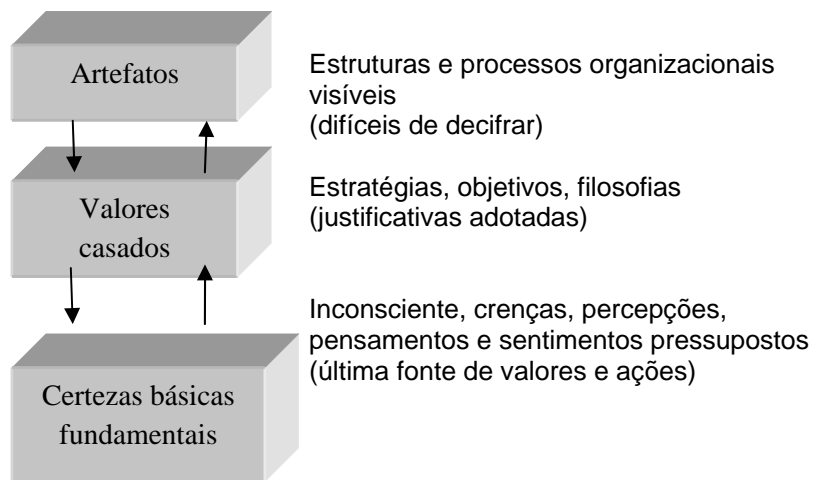 Artefatos
Estruturas e processos organizacionais
visíveis
(difíceis de decifrar)
Valores
casados
Estratégias, objetivos, filosofias
(justificativas adotadas)
Certezas básicas
fundamentais
Inconsciente, crenças, percepções,
pensamentos e sentimentos pressupostos
(última fonte de valores e ações)